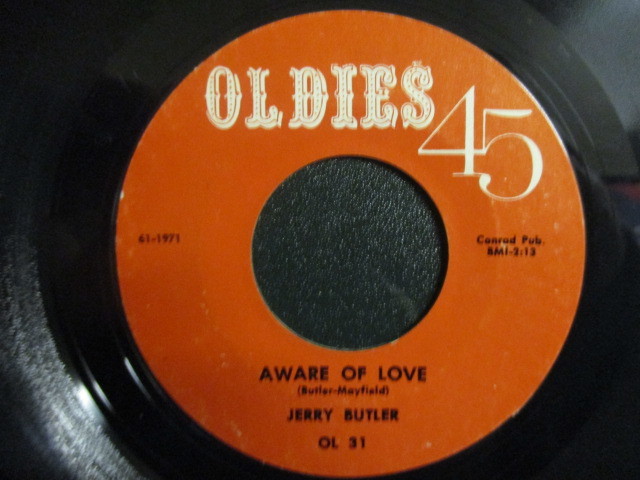 OLDIES
45
61-1971
Conrad Pub.
BMI-2:13
AWARE OF LOVE
(Butler-Mayfield)
JERRY BUTLER
OL 31